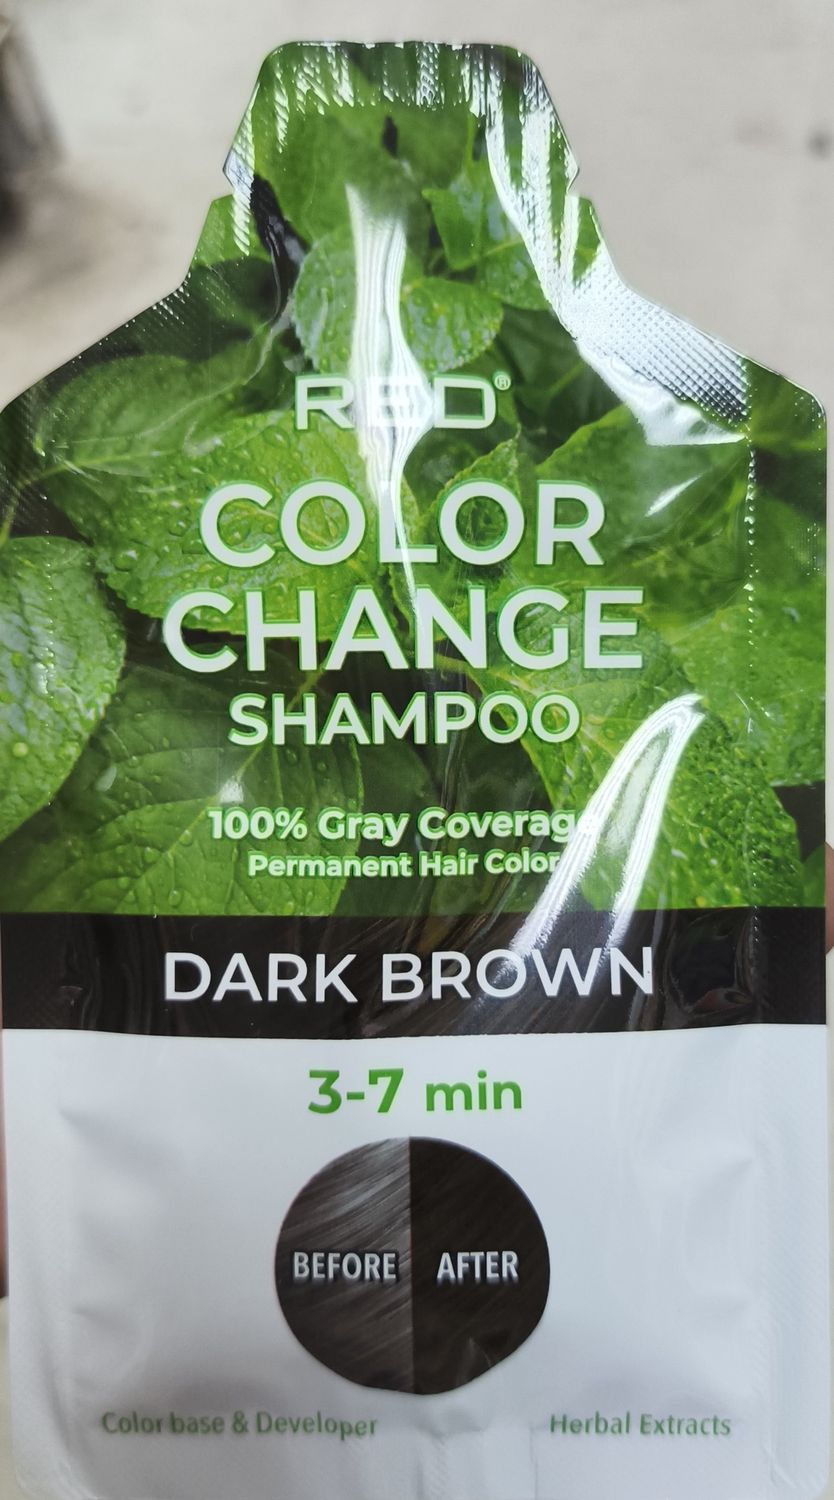 RED®
COLOR
CHANGE
SHAMPOO
100% Gray Coverage
Permanent Hair Color
DARK BROWN
3-7 min
BEFORE AFTER
Color base & Developer Herbal Extracts